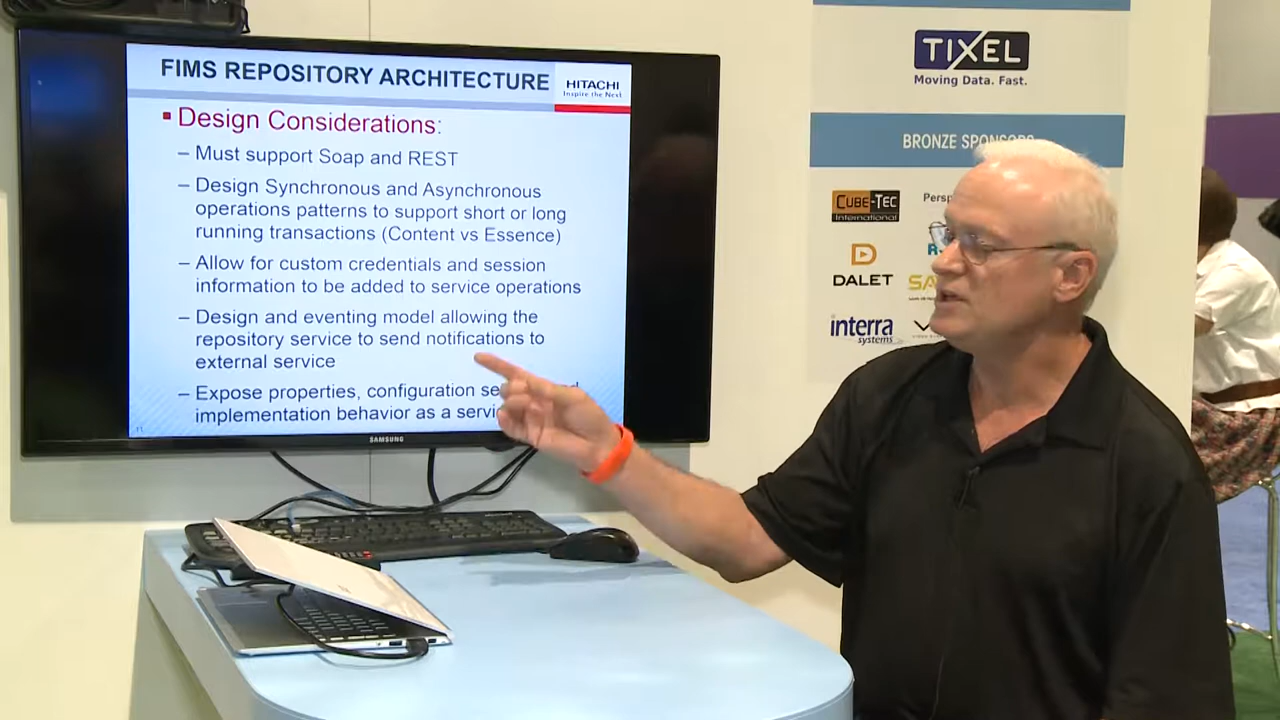 FIMS REPOSITORY ARCHITECTURE
HITACHI
Inspire the Next
Design Considerations:
– Must support Soap and REST
– Design Synchronous and Asynchronous
operations patterns to support short or long
running transactions (Content vs Essence)
– Allow for custom credentials and session
information to be added to service operations
– Design and eventing model allowing the
repository service to send notifications to
external service
– Expose properties, configuration
implementation behavior as a
11
SAMSUNG
TIXEL
Moving Data. Fast.
BRONZE SPONSORS
CUBE-TEC
International
DALET
interra
systems